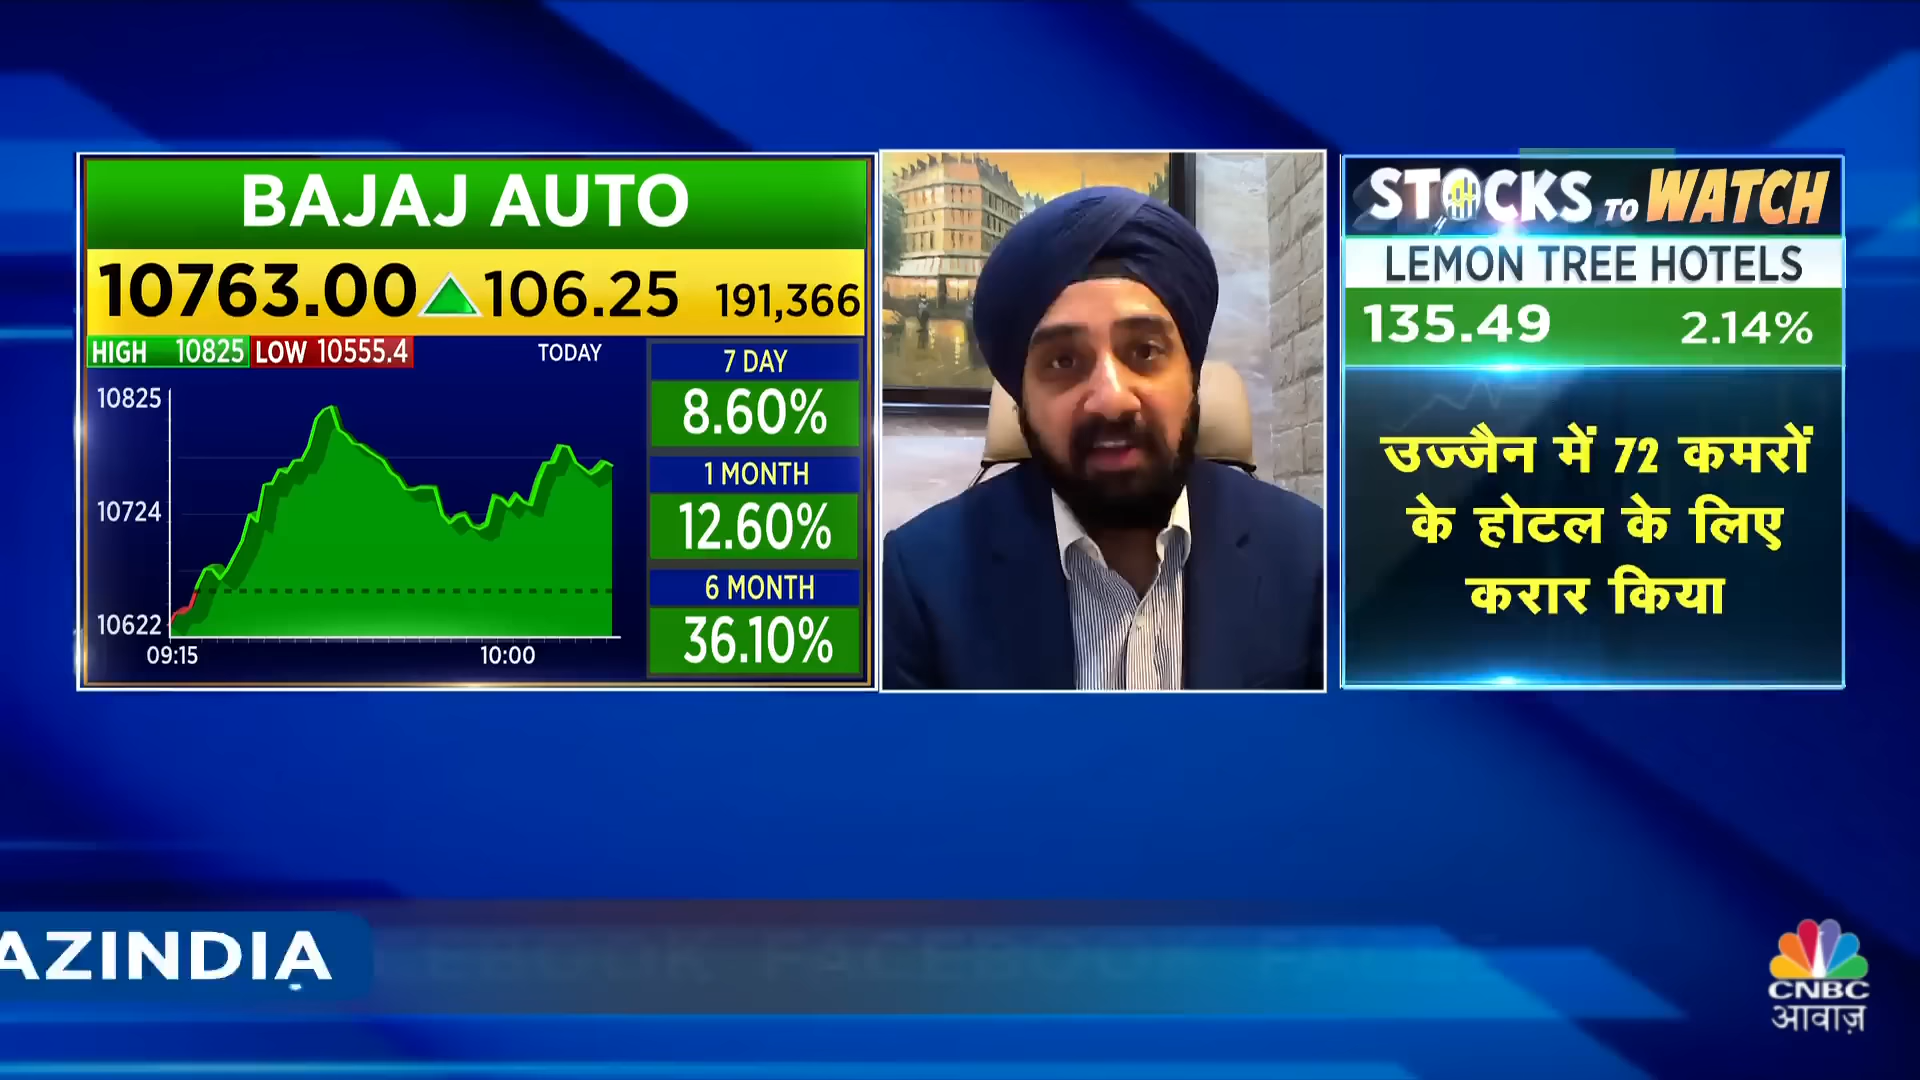 BAJAJ AUTO
10763.00 106.25 191,366
HIGH 10825 LOW 10555.4
TODAY
10825
10724
10622
09:15 10:00
7 DAY
8.60%
1 MONTH
12.60%
6 MONTH
36.10%
STOCKS TO WATCH
LEMON TREE HOTELS
135.49 2.14%
उज्जैन में 72 कमरों
के होटल के लिए
करार किया
AZINDIA
CNBC
आवाज़